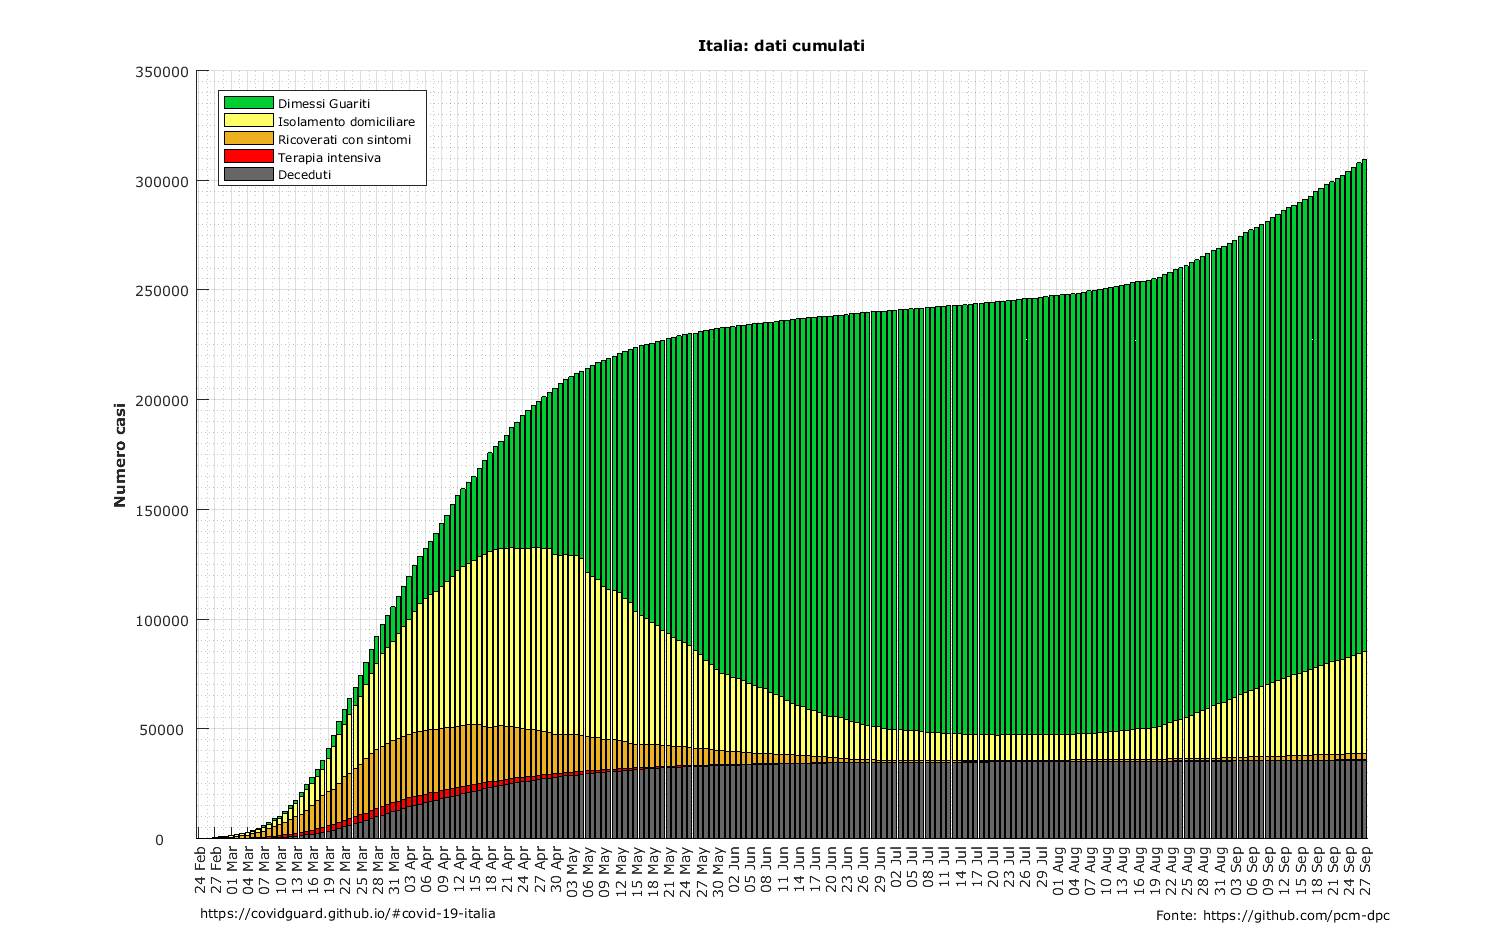 Italia: dati cumulati
350000
300000
250000
200000
150000
100000
50000
0
Numero casi
Dimessi Guariti
Isolamento domiciliare
Ricoverati con sintomi
Terapia intensiva
Deceduti
24 Feb
27 Feb
01 Mar
04 Mar
07 Mar
10 Mar
13 Mar
16 Mar
19 Mar
22 Mar
25 Mar
28 Mar
31 Mar
03 Apr
06 Apr
09 Apr
12 Apr
15 Apr
18 Apr
21 Apr
24 Apr
27 Apr
30 Apr
03 May
06 May
09 May
12 May
15 May
18 May
21 May
24 May
27 May
30 May
02 Jun
05 Jun
08 Jun
11 Jun
14 Jun
17 Jun
20 Jun
23 Jun
26 Jun
29 Jun
02 Jul
05 Jul
08 Jul
11 Jul
14 Jul
17 Jul
20 Jul
23 Jul
26 Jul
29 Jul
01 Aug
04 Aug
07 Aug
10 Aug
13 Aug
16 Aug
19 Aug
22 Aug
25 Aug
28 Aug
31 Aug
03 Sep
06 Sep
09 Sep
12 Sep
15 Sep
18 Sep
21 Sep
24 Sep
27 Sep
https://covidguard.github.io/#covid-19-italia
Fonte: https://github.com/pcm-dpc